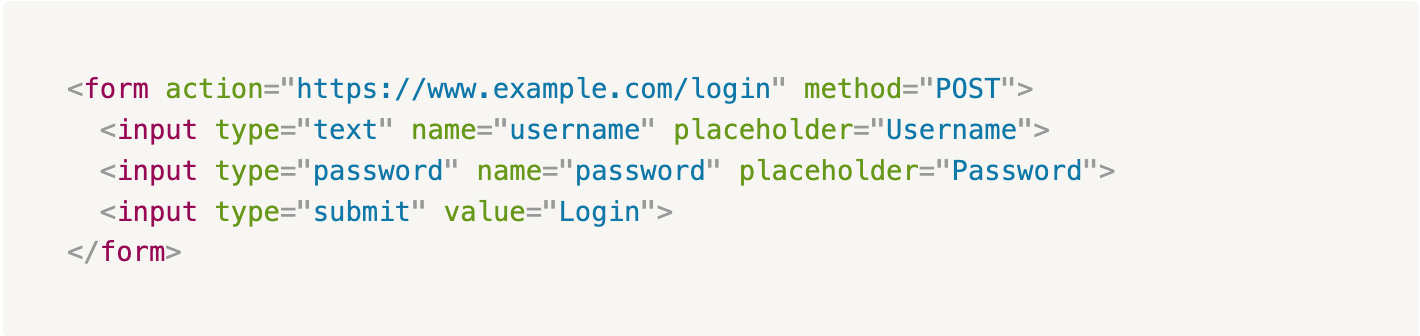 <form action="https://www.example.com/login" method="POST">
  <input type="text" name="username" placeholder="Username">
  <input type="password" name="password" placeholder="Password">
  <input type="submit" value="Login">
</form>